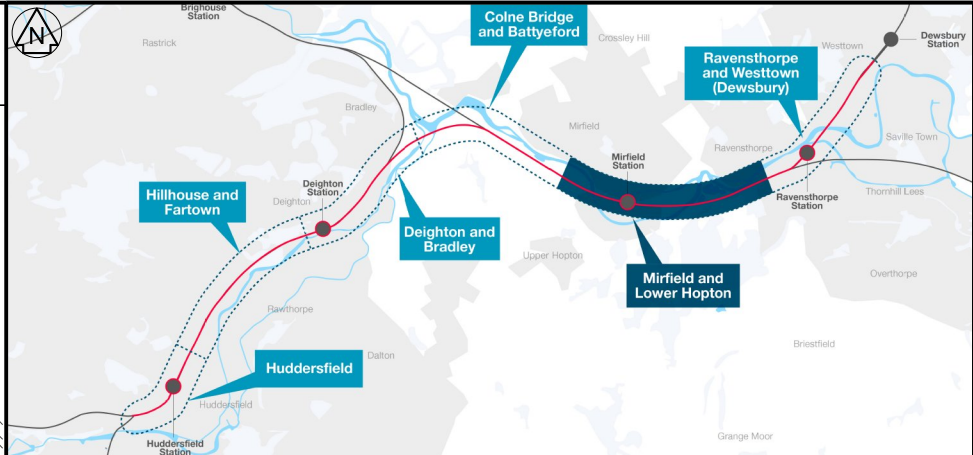 Brighouse
Station
N
Rastrick
Colne Bridge
and Battyeford
Crossley Hill
Westtown
Dewsbury
Station
Ravensthorpe
and Westtown
(Dewsbury)
Bradley
Mirfield
Ravensthorpe
Saville Town
Mirfield
Station
Deighton
Station
Deighton
Hillhouse and
Fartown
Thornhill Lees
Ravensthorpe
Station
Deighton and
Bradley
Upper Hopton
Mirfield and
Lower Hopton
Overthorpe
Rawthorpe
Briestfield
Dalton
Huddersfield
Huddersfield
Grange Moor
Huddersfield
Station